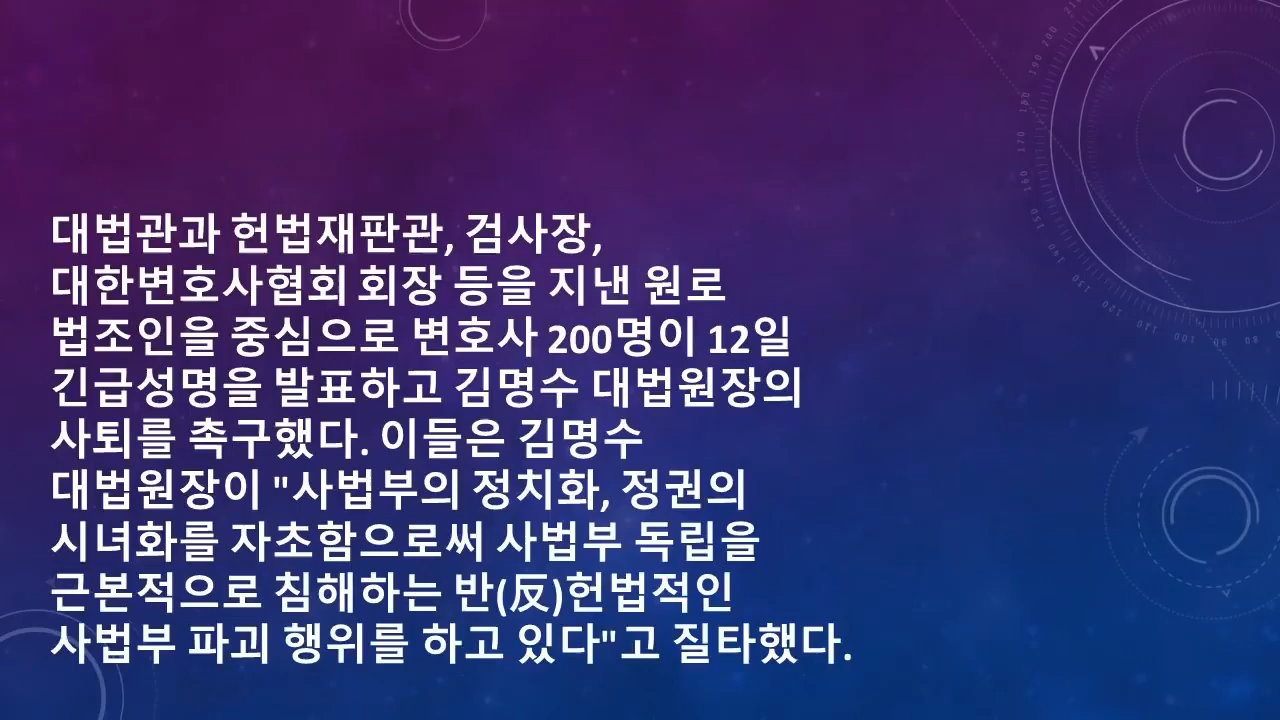 대법관과 헌법재판관, 검사장,
대한변호사협회 회장 등을 지낸 원로
법조인을 중심으로 변호사 200명이 12일
긴급성명을 발표하고 김명수 대법원장의
사퇴를 촉구했다. 이들은 김명수
대법원장이 "사법부의 정치화, 정권의
시녀화를 자초함으로써 사법부 독립을
근본적으로 침해하는 반(反)헌법적인
사법부 파괴 행위를 하고 있다"고 질타했다.